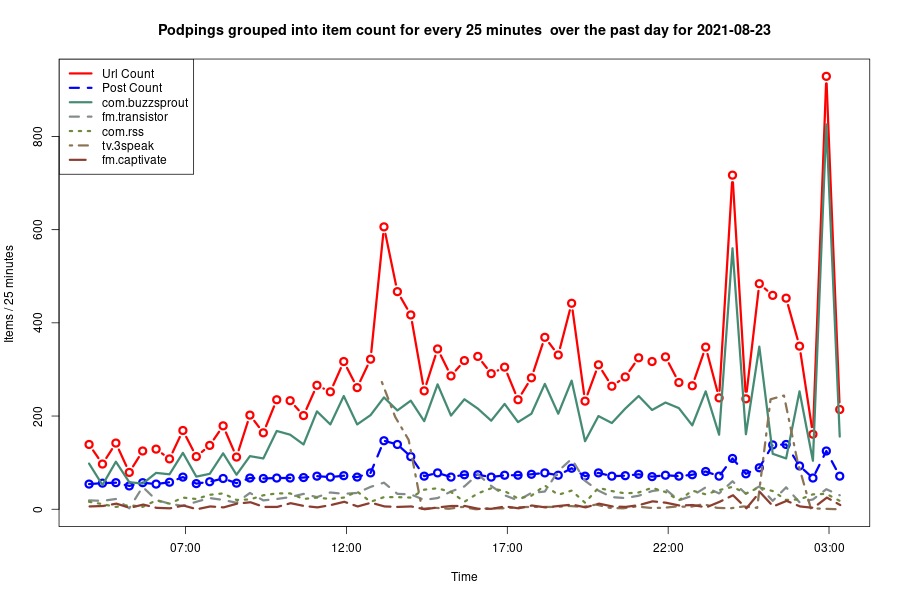 Podpings grouped into item count for every 25 minutes  over the past day for 2021-08-23
Url Count
Post Count
com.buzzsprout
fm.transistor
com.rss
tv.3speak
fm.captivate
Items / 25 minutes
800
600
400
200
0
07:00
12:00
17:00
22:00
03:00
Time